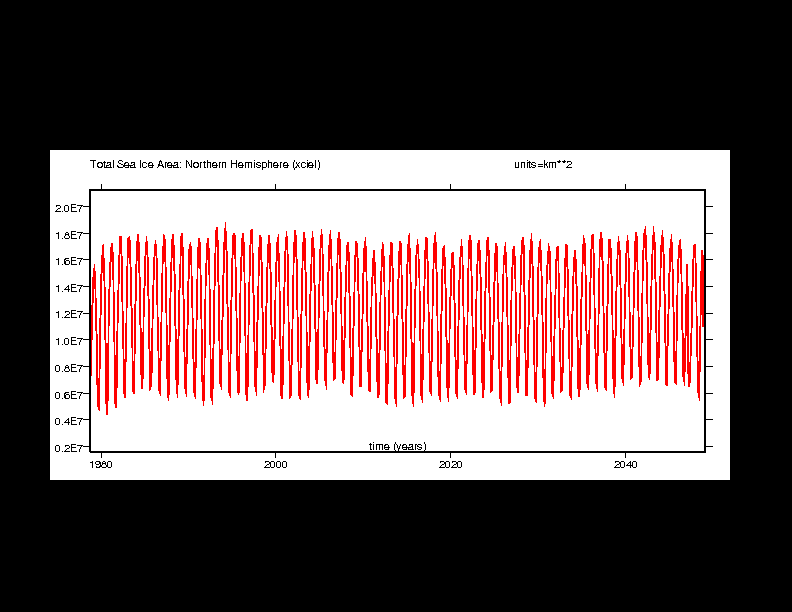 Total Sea Ice Area: Northern Hemisphere (xciel) units=km**2
2.0E7
1.8E7
1.6E7
1.4E7
1.2E7
1.0E7
0.8E7
0.6E7
0.4E7
0.2E7
time (years)
1980 2000 2020 2040